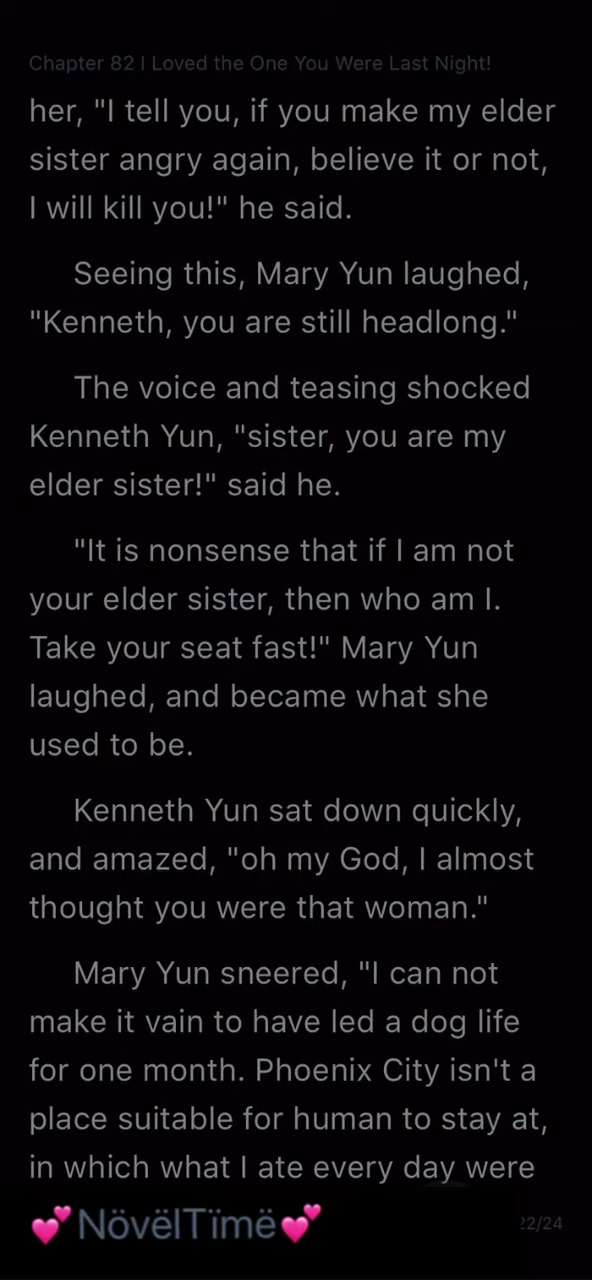 Chapter 82 I Loved the One You Were Last Night!
her, "I tell you, if you make my elder
sister angry again, believe it or not,
I will kill you!" he said.
Seeing this, Mary Yun laughed,
"Kenneth, you are still headlong."
The voice and teasing shocked
Kenneth Yun, "sister, you are my
elder sister!" said he.
"It is nonsense that if I am not
your elder sister, then who am I.
Take your seat fast!" Mary Yun
laughed, and became what she
used to be.
Kenneth Yun sat down quickly,
and amazed, "oh my God, I almost
thought you were that woman."
Mary Yun sneered, "I can not
make it vain to have led a dog life
for one month. Phoenix City isn't a
place suitable for human to stay at,
in which what I ate every day were
💕NövëlTïmë💕 22/24